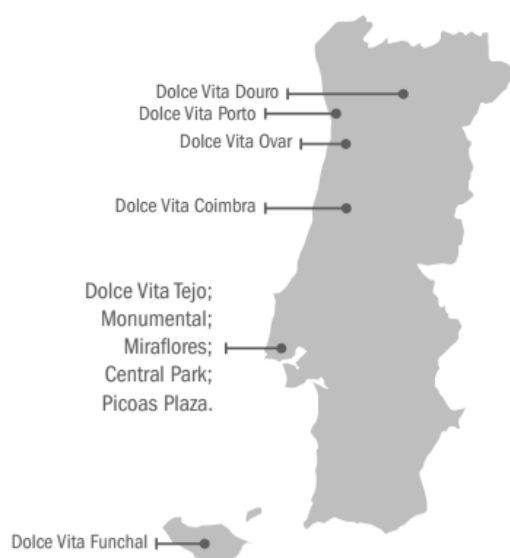 Dolce Vita Douro
Dolce Vita Porto
Dolce Vita Ovar
Dolce Vita Coimbra
Dolce Vita Tejo;
Monumental;
Miraflores;
Central Park;
Picoas Plaza.
Dolce Vita Funchal